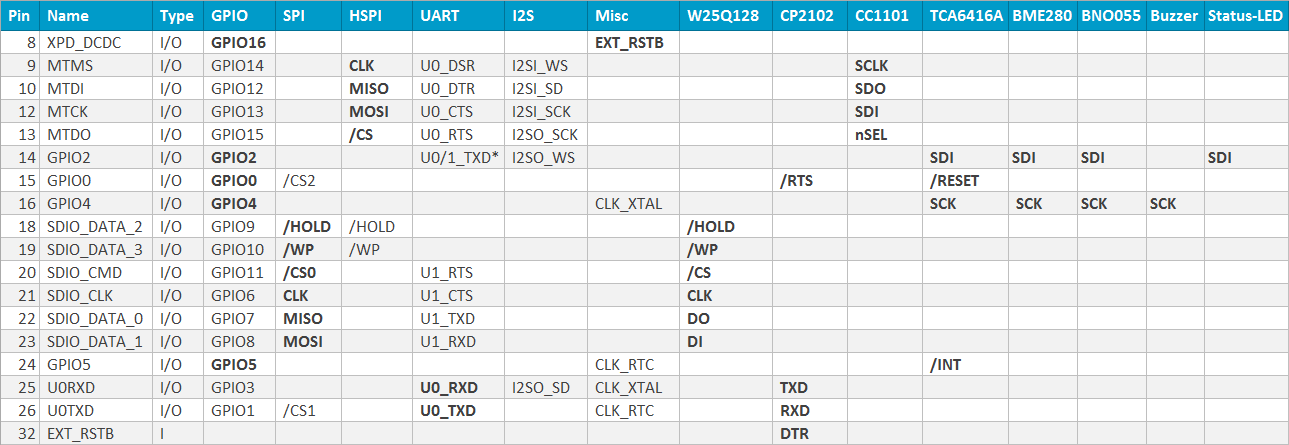 Pin Name Type GPIO SPI HSPI UART I2S Misc W25Q128 CP2102 CC1101 TCA6416A BME280 BNO055 Buzzer Status-LED
8 XPD_DCDC I/O GPIO16 EXT_RSTB
9 MTMS I/O GPIO14 CLK U0_DSR I2SI_WS SCLK
10 MTDI I/O GPIO12 MISO U0_DTR I2SI_SD SDO
12 MTCK I/O GPIO13 MOSI U0_CTS I2SI_SCK SDI
13 MTDO I/O GPIO15 /CS U0_RTS I2SO_SCK nSEL
14 GPIO2 I/O GPIO2 U0/1_TXD* I2SO_WS SDI SDI SDI SDI
15 GPIO0 I/O GPIO0 /CS2 /RTS /RESET
16 GPIO4 I/O GPIO4 CLK_XTAL SCK SCK SCK SCK
18 SDIO_DATA_2 I/O GPIO9 /HOLD /HOLD /HOLD
19 SDIO_DATA_3 I/O GPIO10 /WP /WP /WP
20 SDIO_CMD I/O GPIO11 /CS0 U1_RTS /CS
21 SDIO_CLK I/O GPIO6 CLK U1_CTS CLK
22 SDIO_DATA_0 I/O GPIO7 MISO U1_TXD DO
23 SDIO_DATA_1 I/O GPIO8 MOSI U1_RXD DI
24 GPIO5 I/O GPIO5 CLK_RTC /INT
25 U0RXD I/O GPIO3 U0_RXD I2SO_SD CLK_XTAL TXD
26 U0TXD I/O GPIO1 /CS1 U0_TXD CLK_RTC RXD
32 EXT_RSTB I DTR